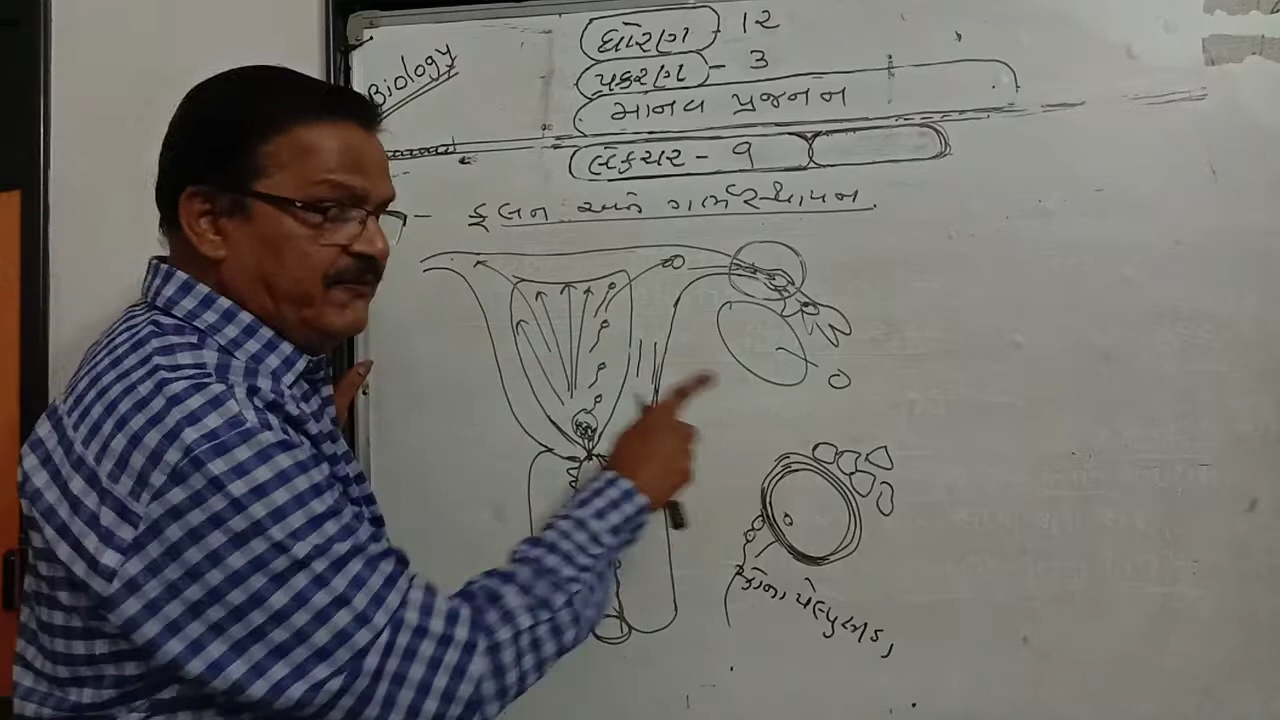 Biology
ધોરણ - 12
પ્રકરણ - 3
માનવ પ્રજનન
લેક્ચર - 9
- ફલન અને ગર્ભસ્થાપન
ઝોના પેલ્યુસીડા